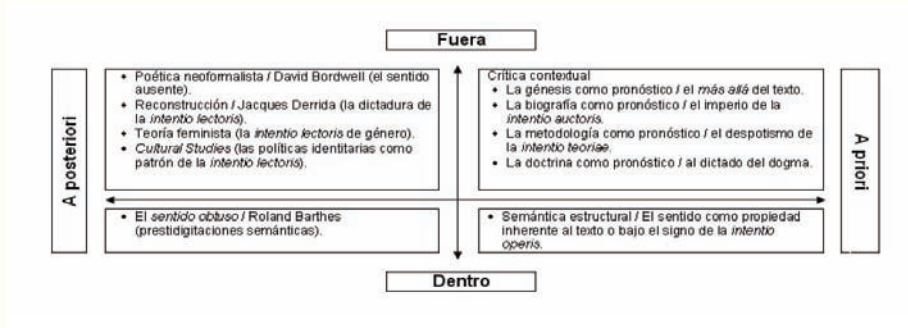 Fuera
A posteriori
• Poética neoformalista / David Bordwell (el sentido
ausente).
• Reconstrucción / Jacques Derrida (la dictadura de
la intentio lectoris).
• Teoría feminista (la intentio lectoris de género).
• Cultural Studies (las políticas identitarias como
patrón de la intentio lectoris).
Crítica contextual
• La génesis como pronóstico / el más allá del texto.
• La biografía como pronóstico / el imperio de la
intentio auctoris.
• La metodología como pronóstico / el despotismo de
la intentio teoriae.
• La doctrina como pronóstico / al dictado del dogma.
A priori
• El sentido obtuso / Roland Barthes
(prestidigitaciones semánticas).
• Semántica estructural / El sentido como propiedad
inherente al texto o bajo el signo de la intentio
operis.
Dentro